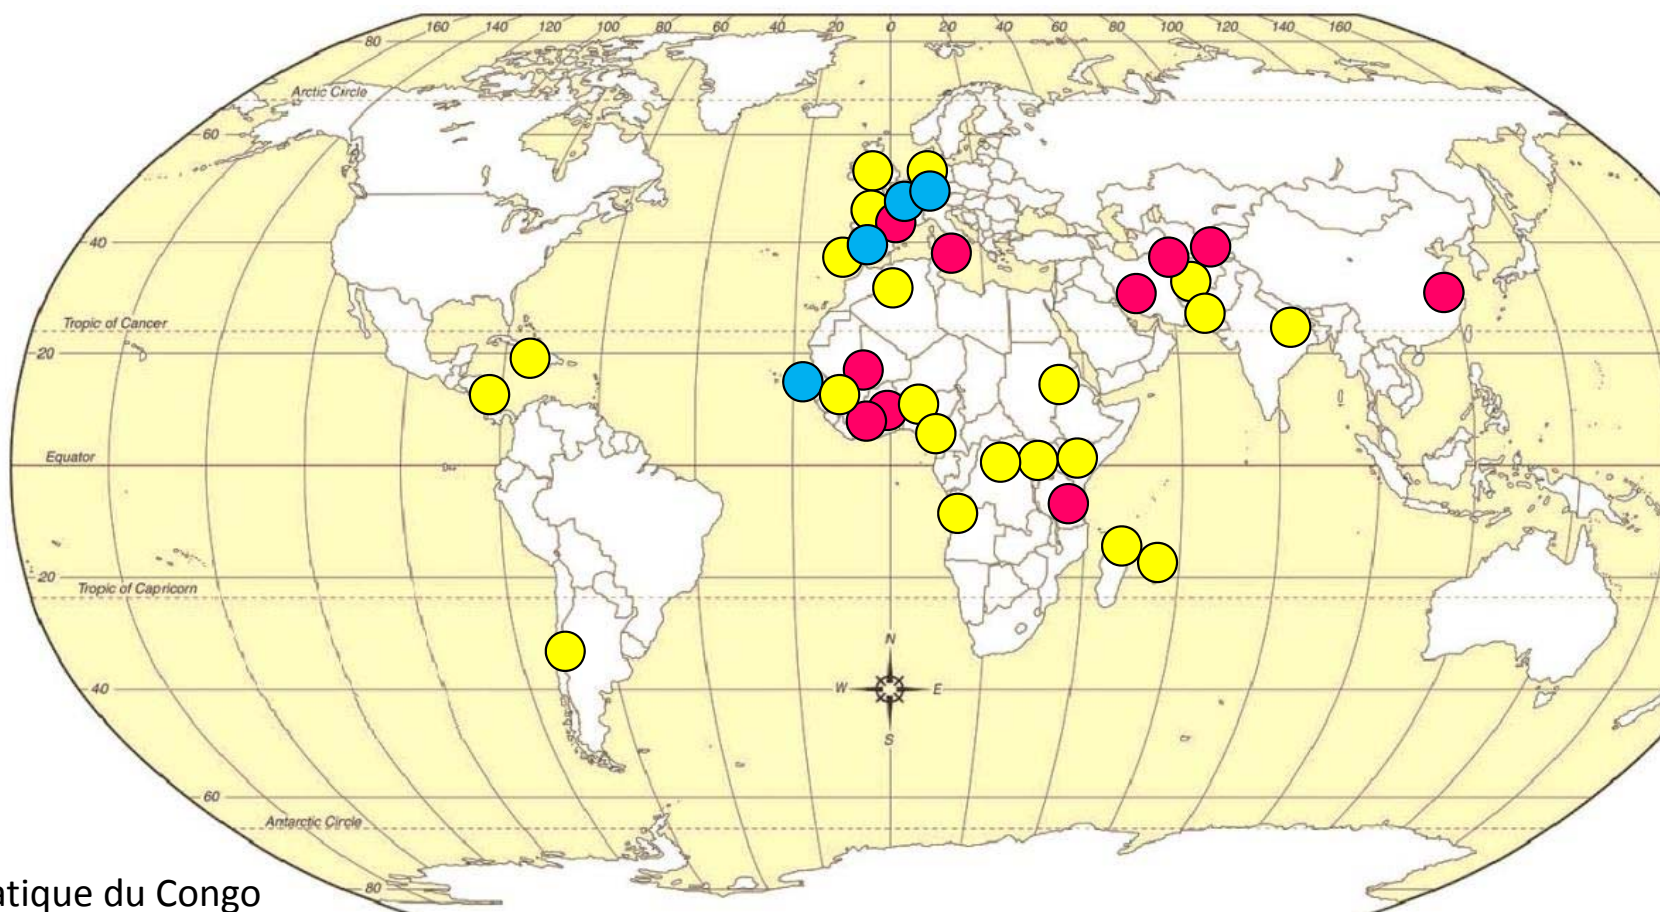 160 140 120 100 80 60 40 20 0 20 40 60 80 100 120 140 160
80
Arctic Circle
60
40
Tropic of Cancer
20
Equator
20
Tropic of Capricorn
N
W E
S
40
60
Antarctic Circle
80
atique du Congo